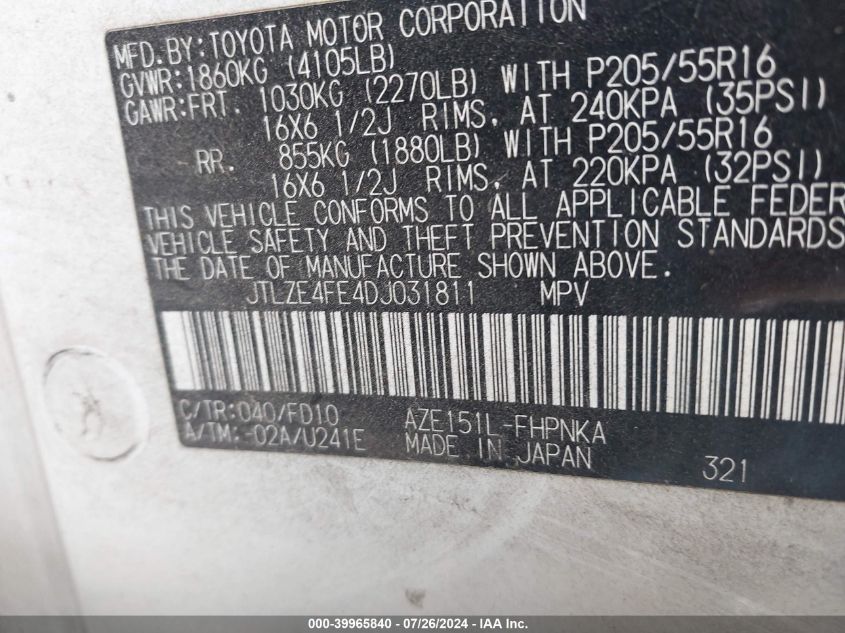 MFD. BY: TOYOTA MOTOR CORPORATION
GVWR: 1860KG (4105LB)
GAWR: FRT. 1030KG (2270LB) WITH P205/55R16
16X6 1/2J RIMS, AT 240KPA (35PSI)
RR. 855KG (1880LB) WITH P205/55R16
16X6 1/2J RIMS, AT 220KPA (32PSI)
THIS VEHICLE CONFORMS TO ALL APPLICABLE FEDER
VEHICLE SAFETY AND THEFT PREVENTION STANDARDS
THE DATE OF MANUFACTURE SHOWN ABOVE.
JTLZE4FE4DJ031811 MPV
C/TR: 040/FD10 AZE151L-FHPNKA
A/TM: -02A/U241E MADE IN JAPAN
321
000-39965840 - 07/26/2024 - IAAI.com